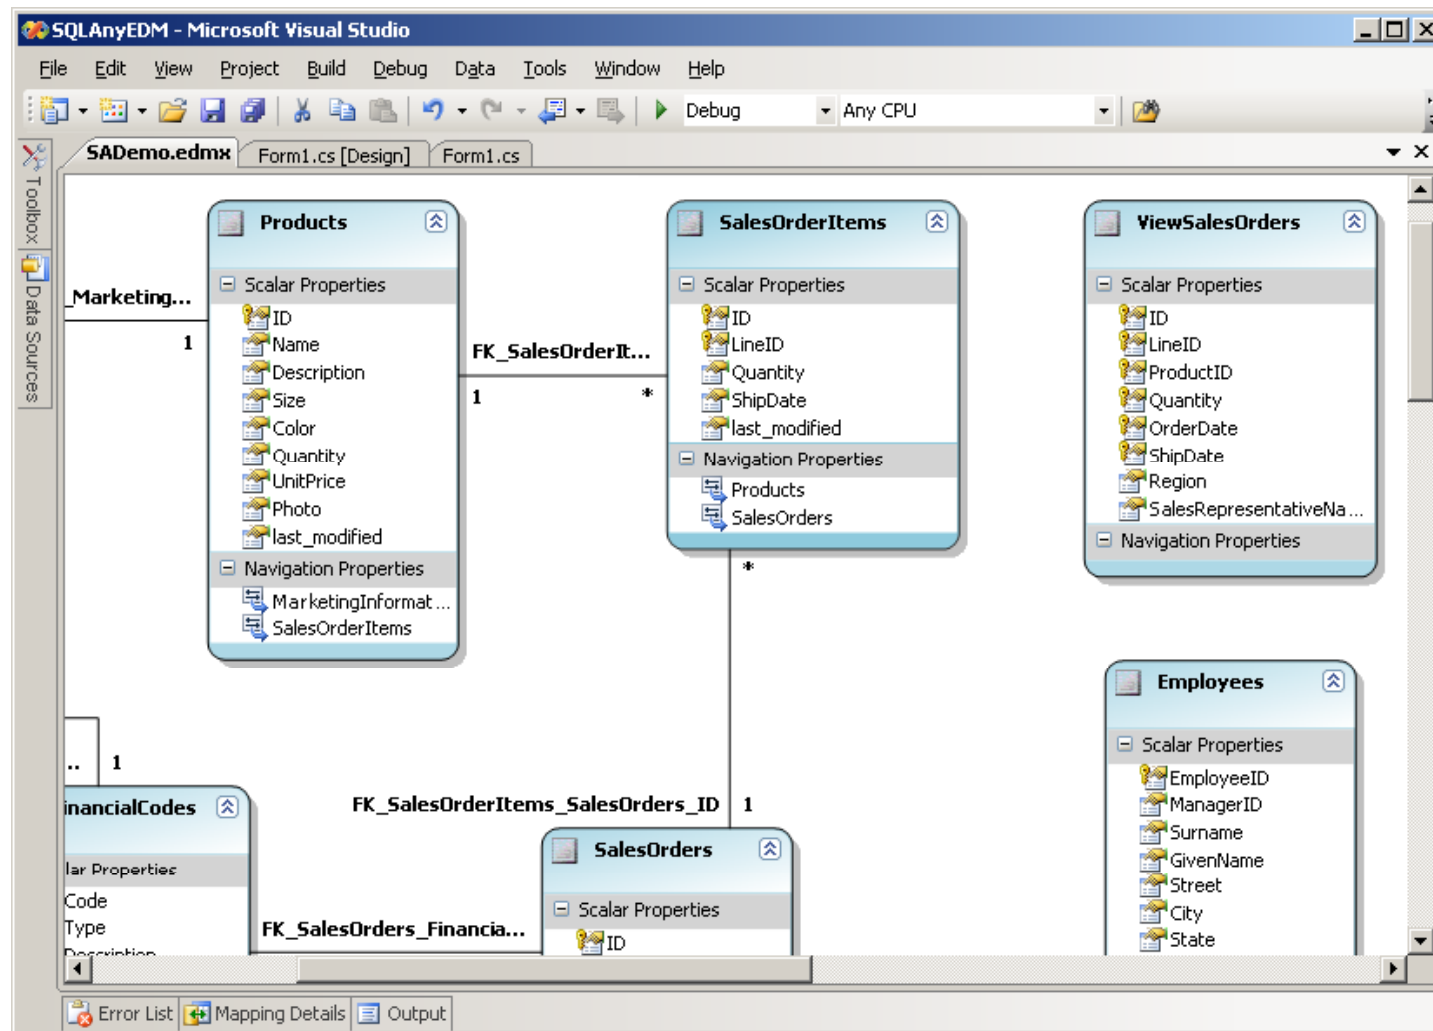 SQLAnyEDM - Microsoft Visual Studio
File Edit View Project Build Debug Data Tools Window Help
Debug Any CPU
SADemo.edmx Form1.cs [Design] Form1.cs
Toolbox
Data Sources
_Marketing...
1
Products
Scalar Properties
ID
Name
Description
Size
Color
Quantity
UnitPrice
Photo
last_modified
Navigation Properties
MarketingInformat...
SalesOrderItems
FK_SalesOrderIt...
1 *
SalesOrderItems
Scalar Properties
ID
LineID
Quantity
ShipDate
last_modified
Navigation Properties
Products
SalesOrders
*
ViewSalesOrders
Scalar Properties
ID
LineID
ProductID
Quantity
OrderDate
ShipDate
Region
SalesRepresentativeNa...
Navigation Properties
.. 1
inancialCodes
lar Properties
Code
Type
Description
FK_SalesOrderItems_SalesOrders_ID 1
FK_SalesOrders_Financia...
SalesOrders
Scalar Properties
ID
Employees
Scalar Properties
EmployeeID
ManagerID
Surname
GivenName
Street
City
State
Error List Mapping Details Output